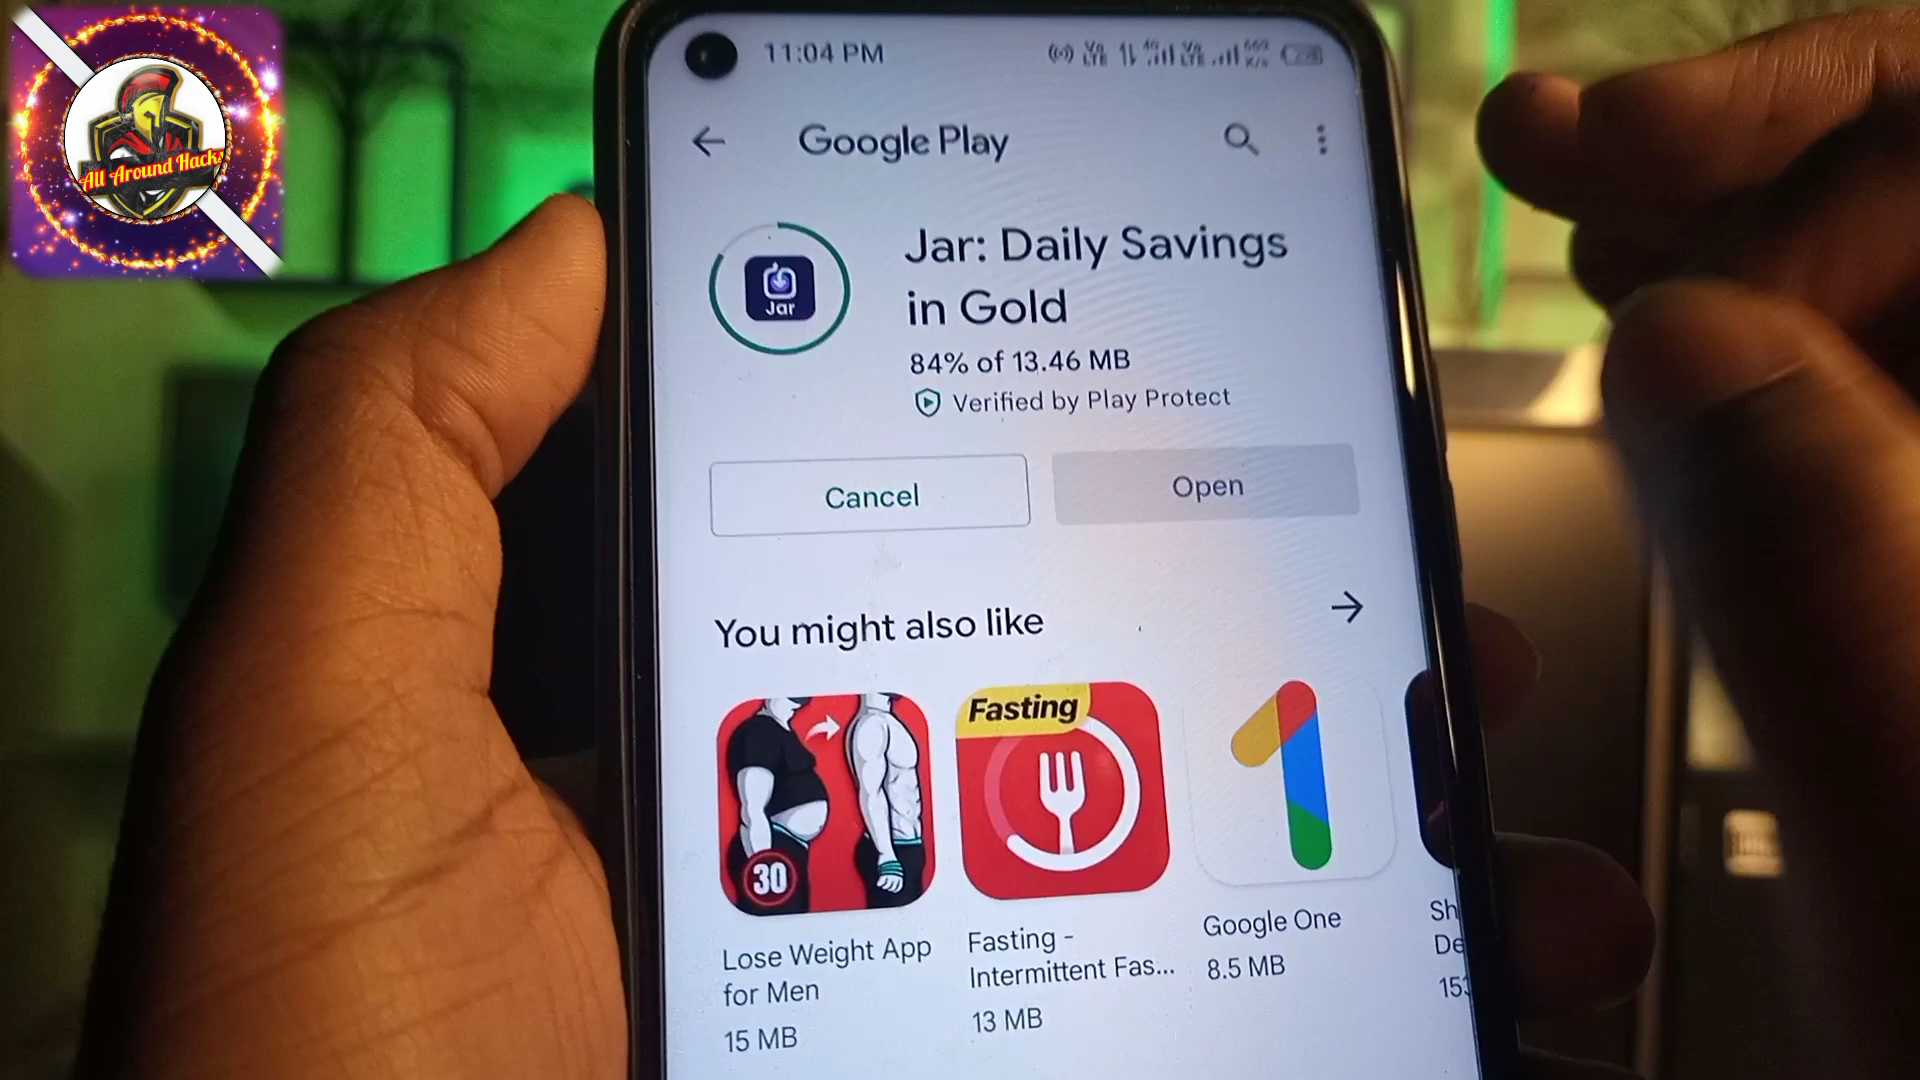 All Around Hacks
11:04 PM
Google Play
Jar: Daily Savings
in Gold
Jar
84% of 13.46 MB
Verified by Play Protect
Cancel
Open
You might also like
30
Fasting
Lose Weight App
for Men
15 MB
Fasting -
Intermittent Fas...
13 MB
Google One
8.5 MB
Sh
De